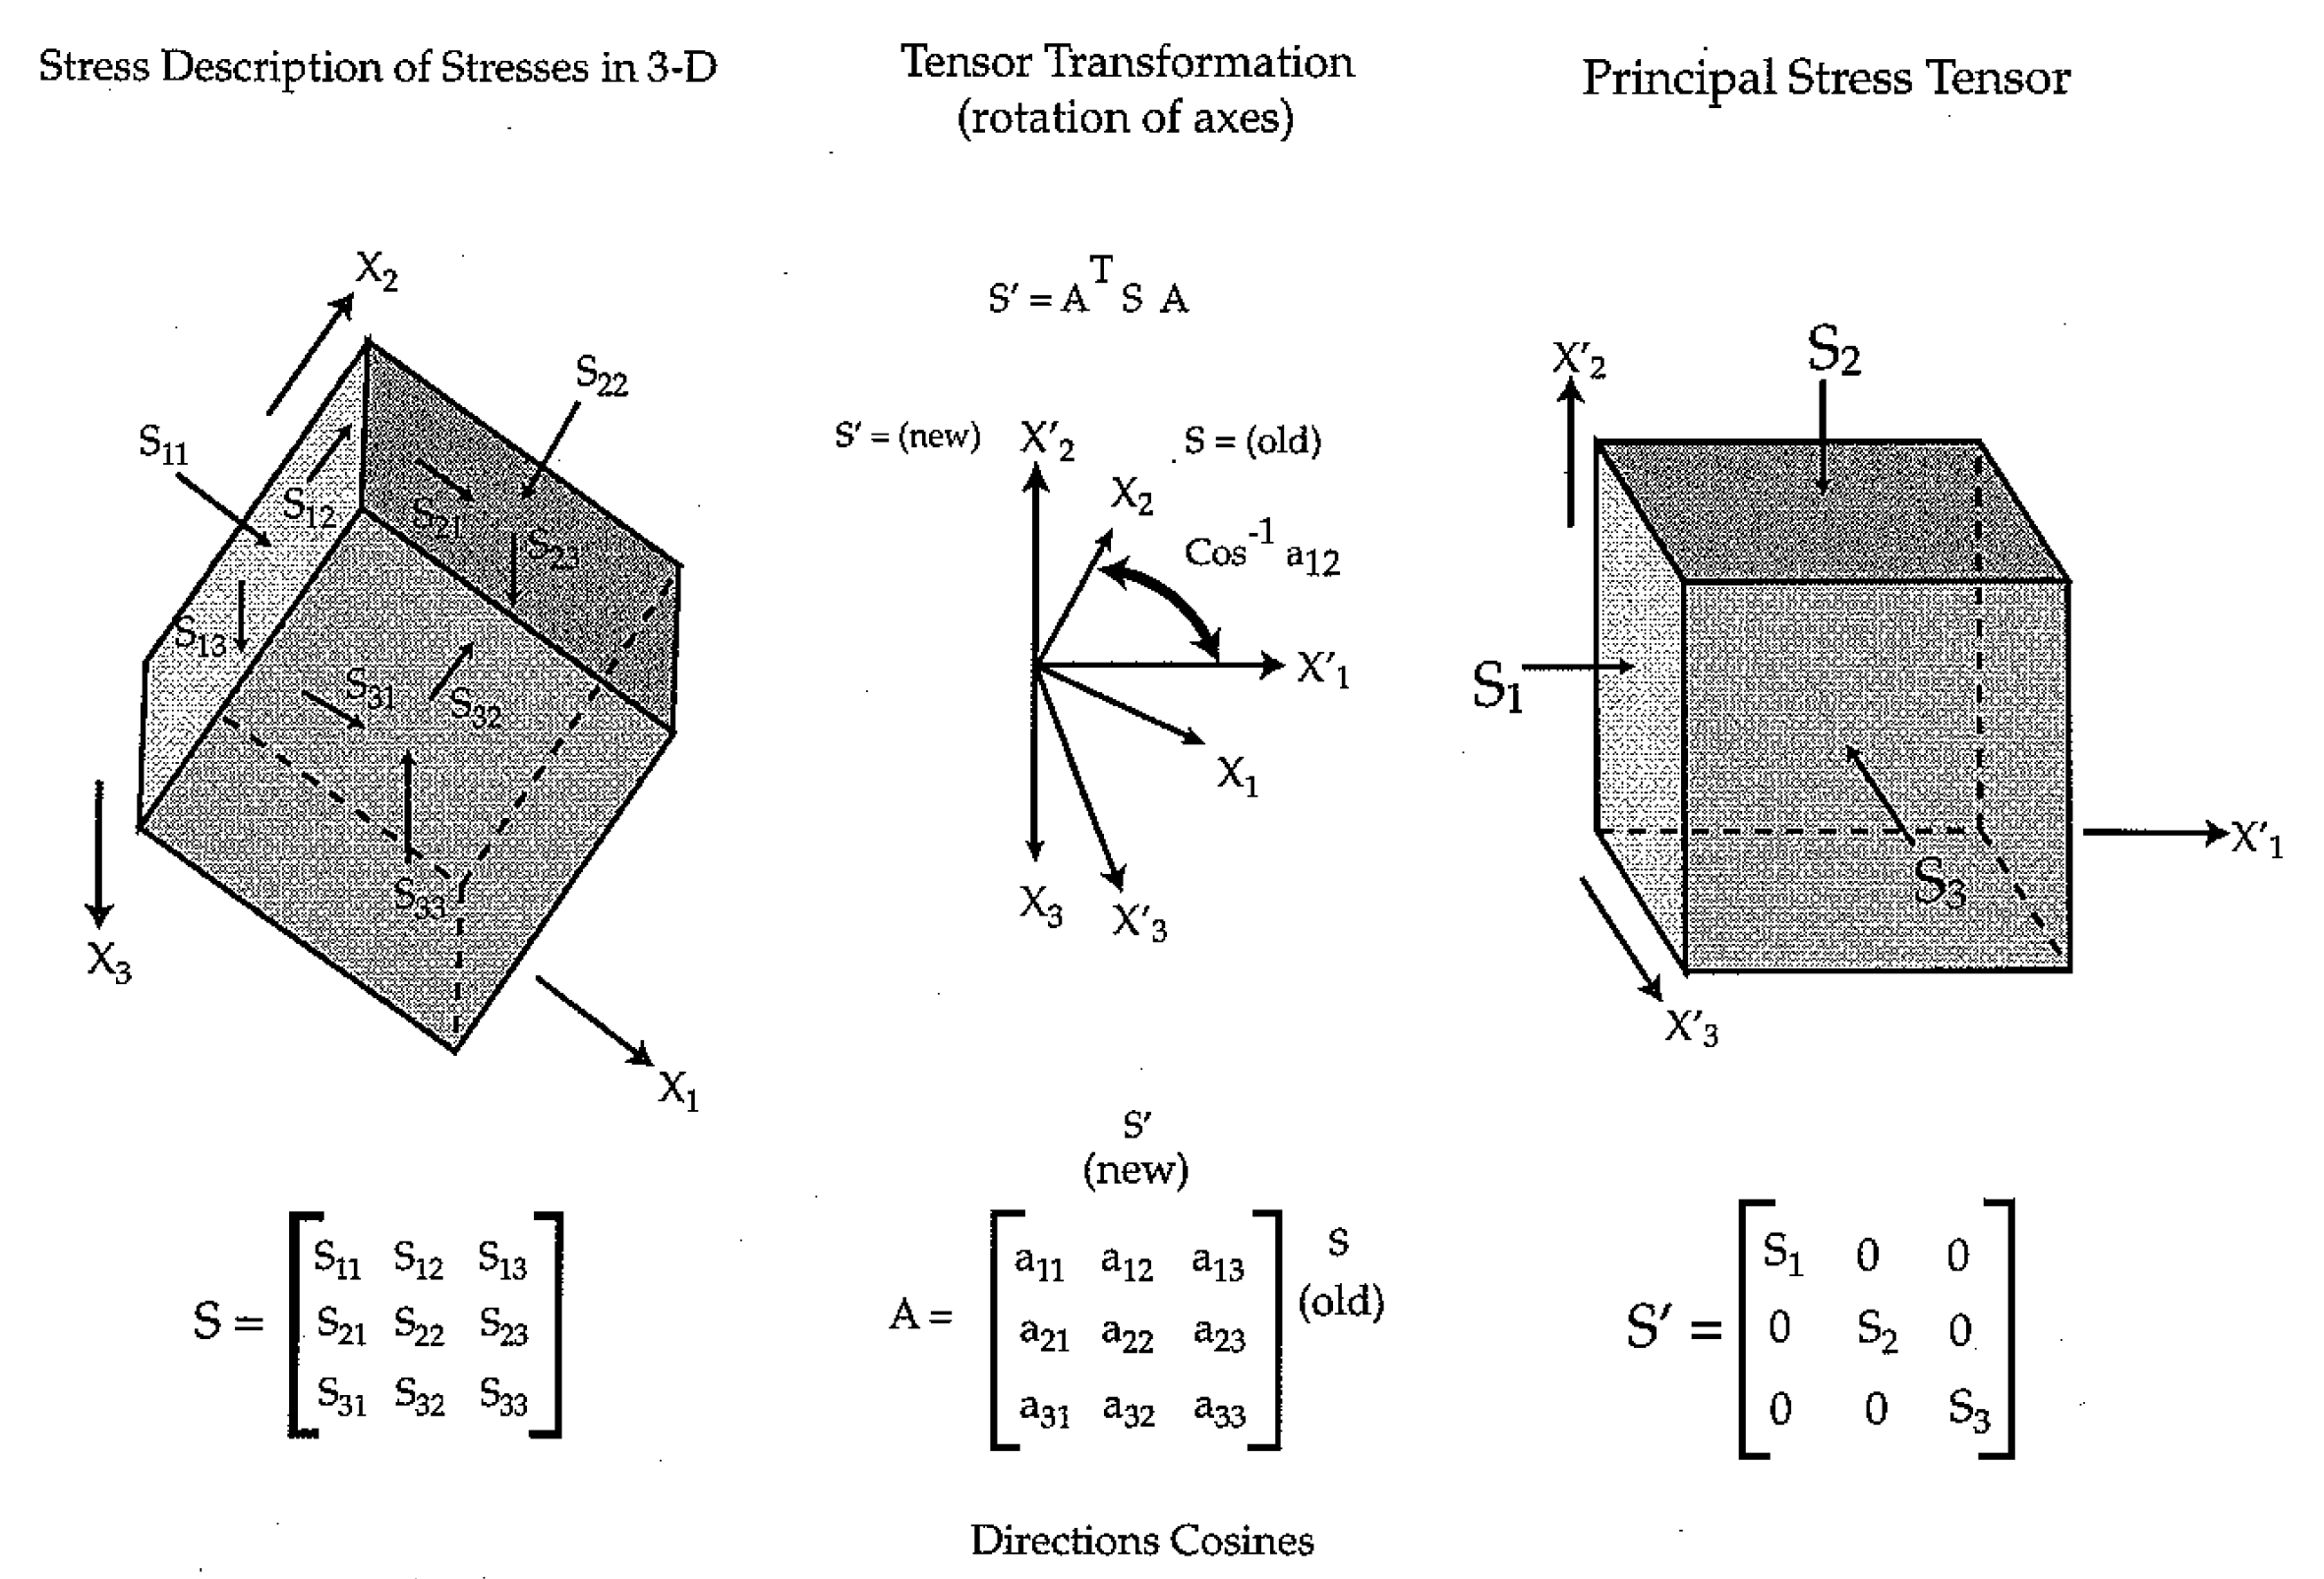 Stress Description of Stresses in 3-D
X2
S22
S11
S12
S21
S23
S13
S31
S32
S33
X3
X1
S = [ S11 S12 S13
S21 S22 S23
S31 S32 S33 ]
Tensor Transformation
(rotation of axes)
S' = A^T S A
S' = (new)
S = (old)
X'2
X2
Cos^-1 a12
X'1
X1
X3
X'3
S'
(new)
A = [ a11 a12 a13
a21 a22 a23
a31 a32 a33 ]
S
(old)
Directions Cosines
Principal Stress Tensor
X'2
S2
S1
S3
X'1
X'3
S' = [ S1 0 0
0 S2 0
0 0 S3 ]